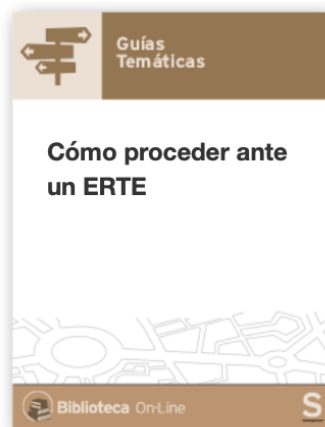 Guías
Temáticas
Cómo proceder ante
un ERTE
Biblioteca On·Line
S